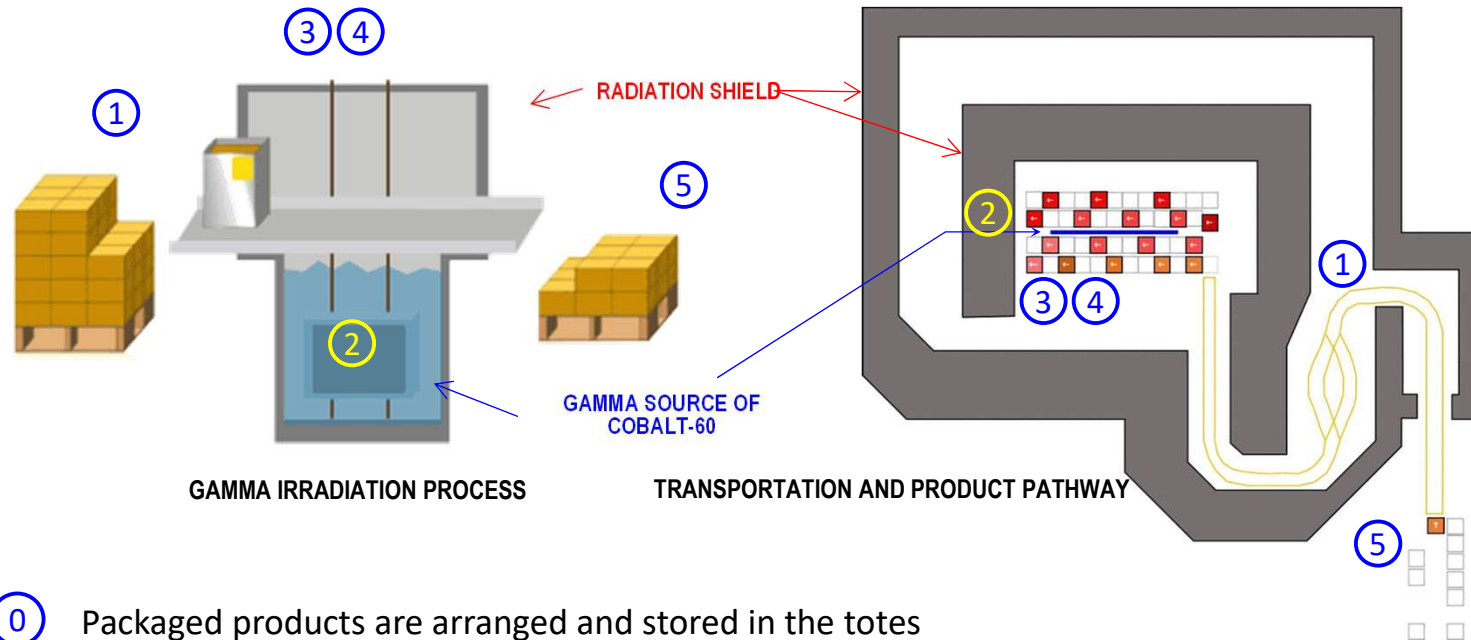 3 4
RADIATION SHIELD
1
5
2
2
1
3 4
GAMMA SOURCE OF
COBALT-60
GAMMA IRRADIATION PROCESS
TRANSPORTATION AND PRODUCT PATHWAY
5
0 Packaged products are arranged and stored in the totes